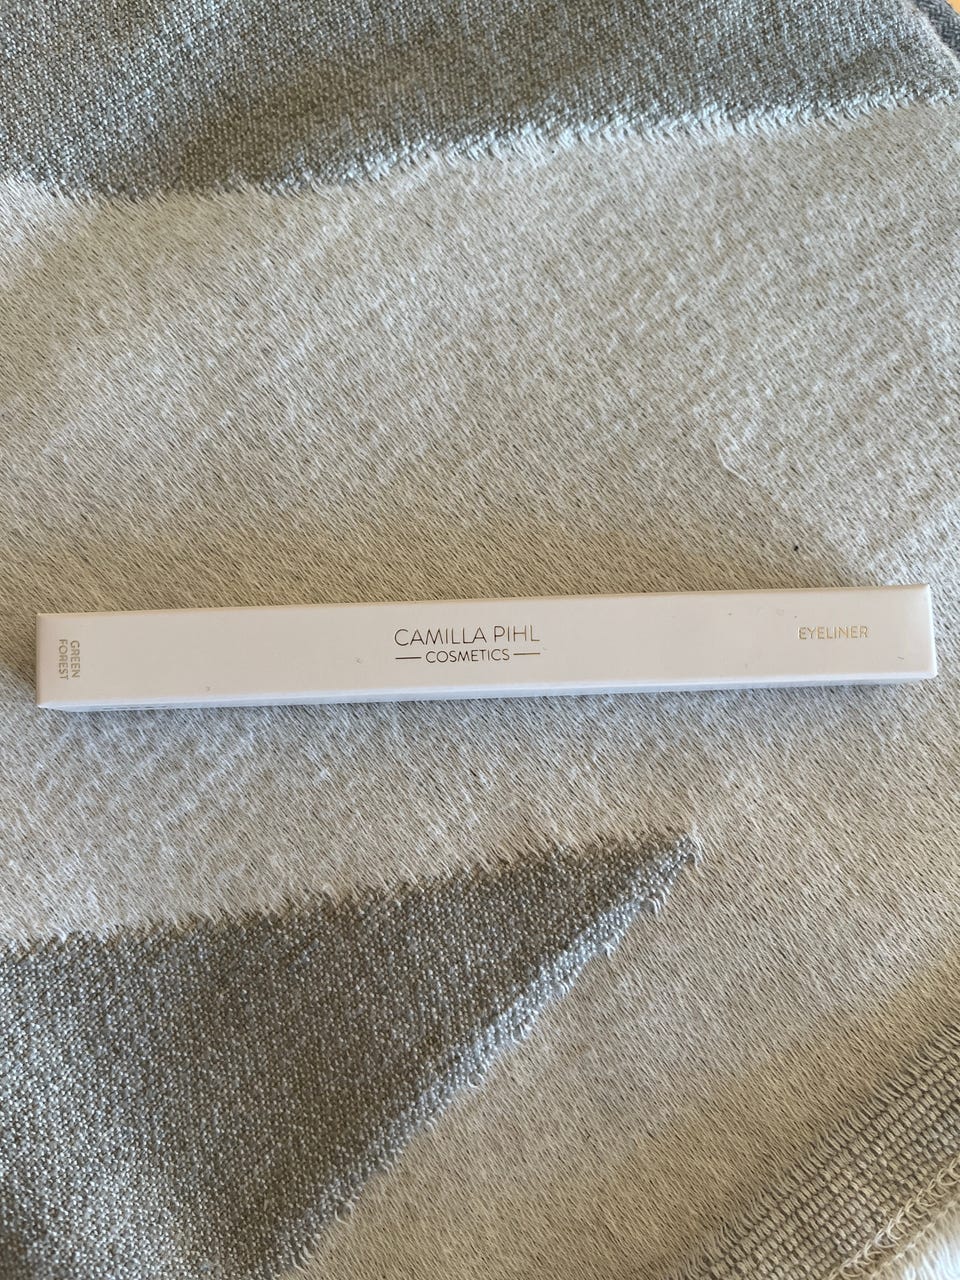 GREEN
FOREST
CAMILLA PIHL
COSMETICS
EYELINER